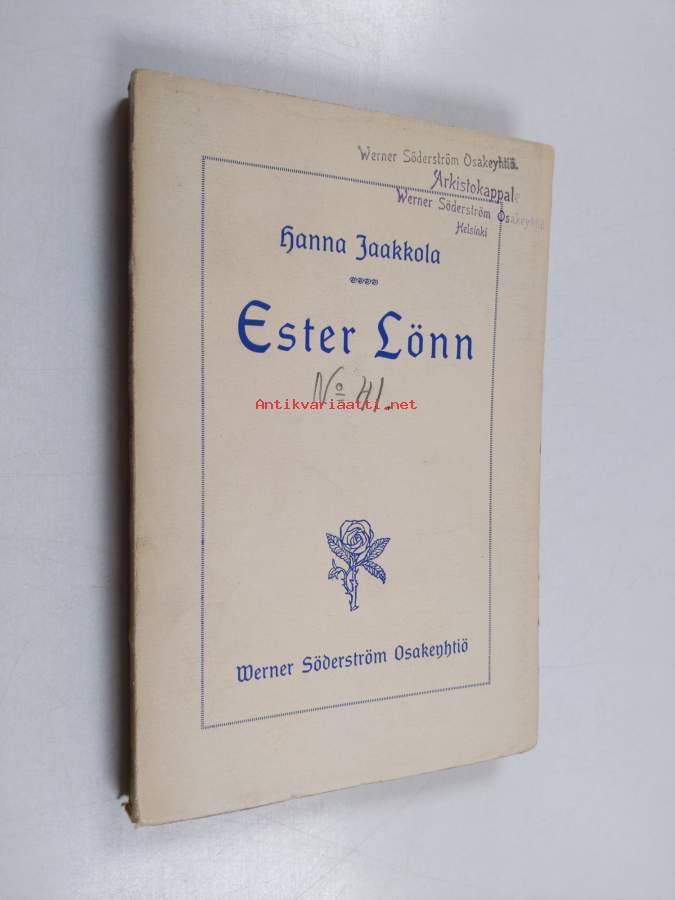 Werner Söderström Osakeyhtiö.
Arkistokappale
Werner Söderström Osakeyhtiö
Helsinki
Hanna Jaakkola
Ester Lönn
No 41.
Antikvariaatti.net
Werner Söderström Osakeyhtiö